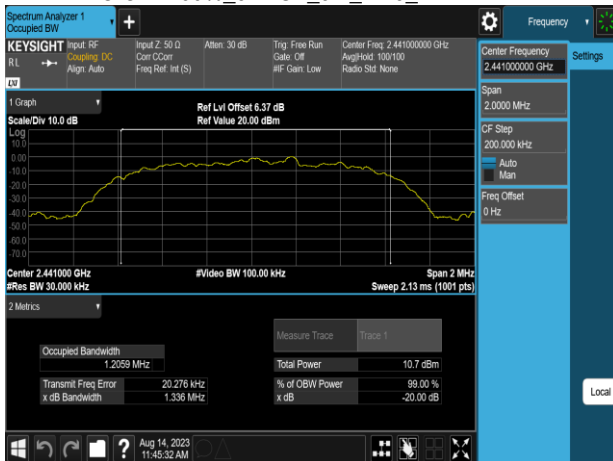 Spectrum Analyzer 1
Occupied BW
Frequency
KEYSIGHT
RL
LXI
Input: RF
Coupling: DC
Align: Auto
Input Z: 50 Ω
Corr CCorr
Freq Ref: Int (S)
Atten: 30 dB
Trig: Free Run
Gate: Off
#IF Gain: Low
Center Freq: 2.441000000 GHz
Avg|Hold: 100/100
Radio Std: None
Center Frequency
2.441000000 GHz
Settings
Span
2.0000 MHz
CF Step
200.000 kHz
Auto
Man
Freq Offset
0 Hz
1 Graph
Scale/Div 10.0 dB
Ref Lvl Offset 6.37 dB
Ref Value 20.00 dBm
Log
10.0
0.00
-10.0
-20.0
-30.0
-40.0
-50.0
-60.0
-70.0
Center 2.441000 GHz
#Res BW 30.000 kHz
#Video BW 100.00 kHz
Span 2 MHz
Sweep 2.13 ms (1001 pts)
2 Metrics
Measure Trace
Trace 1
Occupied Bandwidth
1.2059 MHz
Total Power
10.7 dBm
Transmit Freq Error
20.276 kHz
% of OBW Power
99.00 %
x dB Bandwidth
1.336 MHz
x dB
-20.00 dB
Local
?
Aug 14, 2023
11:45:32 AM